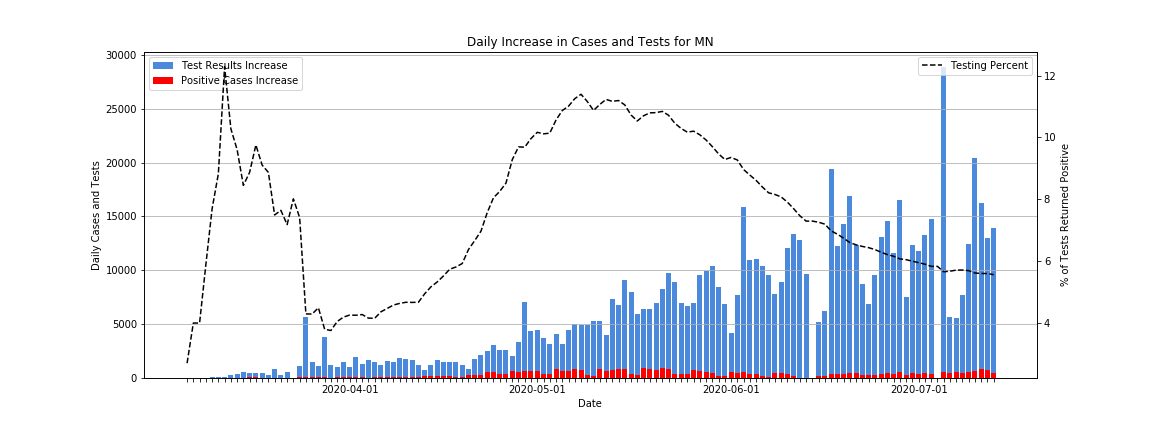 Daily Increase in Cases and Tests for MN
30000
25000
20000
15000
10000
5000
0
Daily Cases and Tests
Test Results Increase
Positive Cases Increase
Testing Percent
12
10
8
6
4
% of Tests Returned Positive
2020-04-01
2020-05-01
2020-06-01
2020-07-01
Date